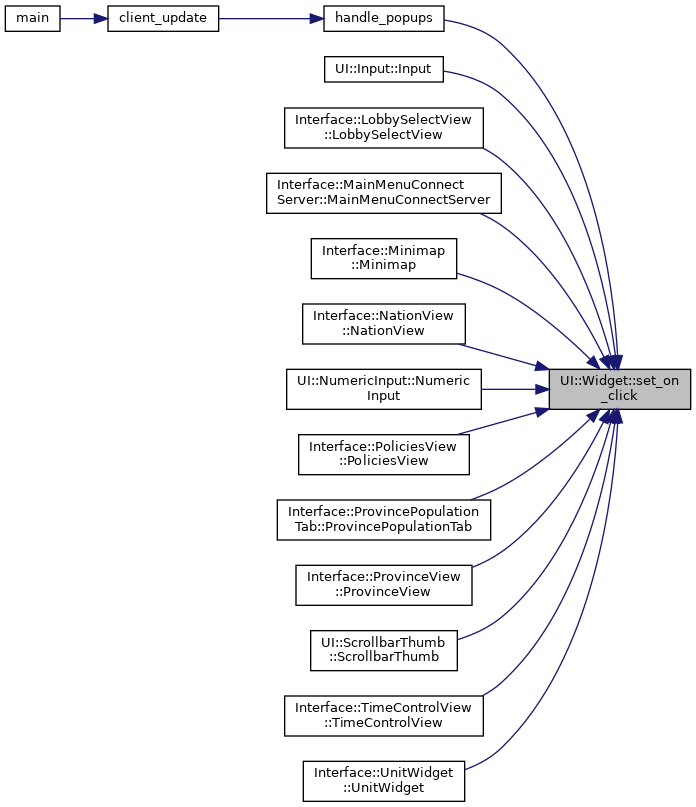 main
client_update
handle_popups
UI::Input::Input
Interface::LobbySelectView
::LobbySelectView
Interface::MainMenuConnect
Server::MainMenuConnectServer
Interface::Minimap
::Minimap
Interface::NationView
::NationView
UI::NumericInput::Numeric
Input
UI::Widget::set_on
_click
Interface::PoliciesView
::PoliciesView
Interface::ProvincePopulation
Tab::ProvincePopulationTab
Interface::ProvinceView
::ProvinceView
UI::ScrollbarThumb
::ScrollbarThumb
Interface::TimeControlView
::TimeControlView
Interface::UnitWidget
::UnitWidget